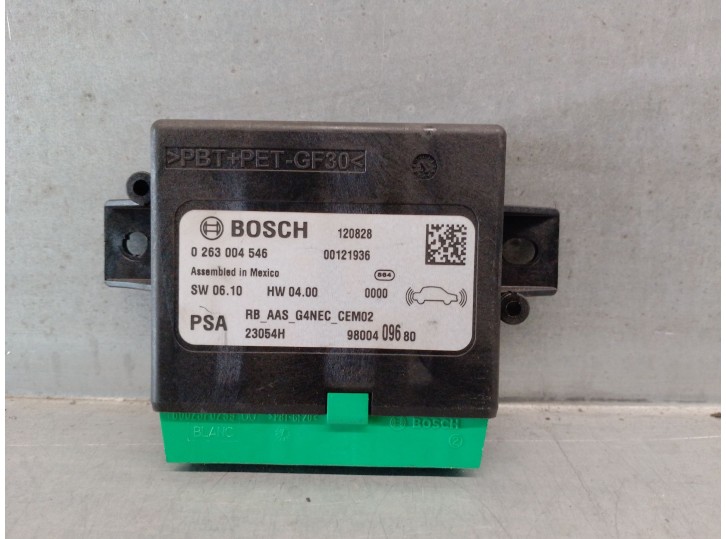 >PBT+PET-GF30<
BOSCH 120828
0 263 004 546 00121936
Assembled in Mexico 664
SW 06.10 HW 04.00 0000
PSA RB_AAS_G4NEC_CEM02
23054H 98004 096 80
BLANC
BOSCH